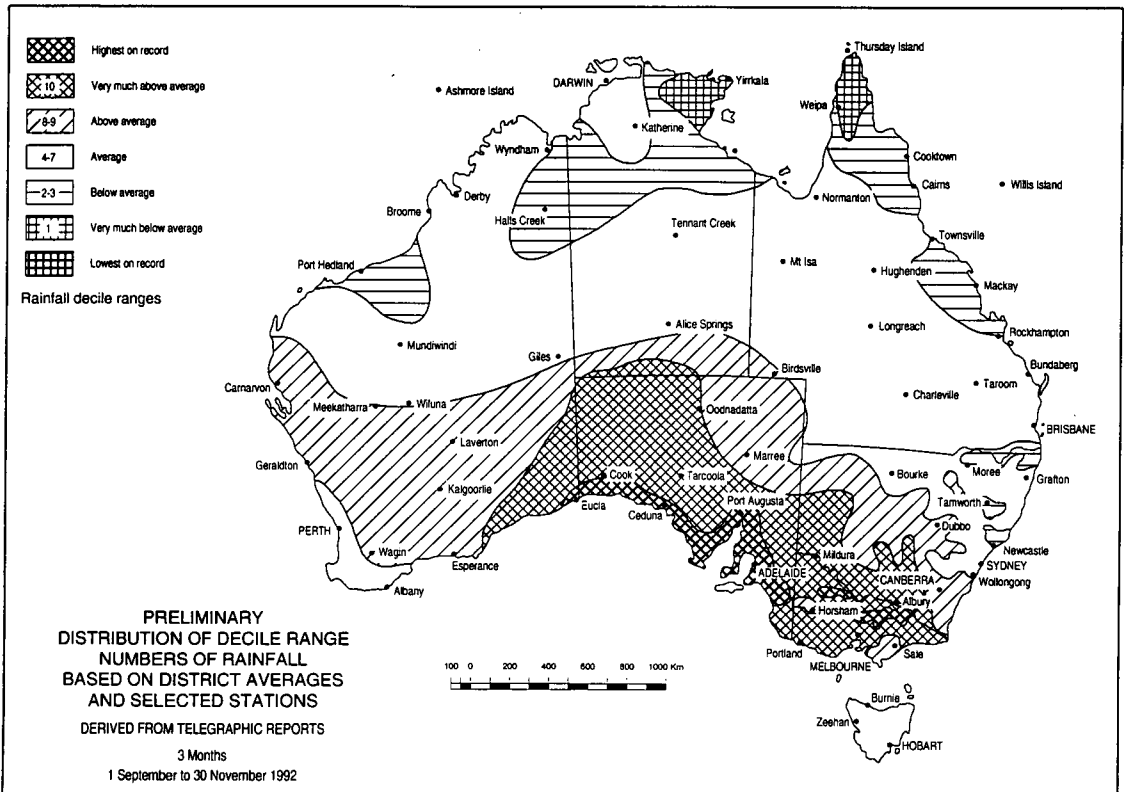 Highest on record
10 Very much above average
8-9 Above average
4-7 Average
2-3 Below average
1 Very much below average
Lowest on record
Rainfall decile ranges
Thursday Island
DARWIN
Yirrkala
Ashmore Island
Weipa
Katherine
Wyndham
Cooktown
Cairns
Willis Island
Derby
Normanton
Broome
Halls Creek
Tennant Creek
Townsville
Mt Isa
Hughenden
Port Hedland
Mackay
Alice Springs
Longreach
Rockhampton
Mundiwindi
Giles
Birdsville
Bundaberg
Carnarvon
Taroom
Charleville
Meekatharra
Wiluna
Oodnadatta
BRISBANE
Laverton
Marree
Geraldton
Bourke
Moree
Grafton
Kalgoorlie
Cook
Tarcoola
Tamworth
Port Augusta
Eucla
Ceduna
PERTH
Dubbo
Wagin
Esperance
Mildura
Newcastle
SYDNEY
ADELAIDE
CANBERRA
Wollongong
Albany
Horsham
Albury
Portland
MELBOURNE
Sale
PRELIMINARY
DISTRIBUTION OF DECILE RANGE
NUMBERS OF RAINFALL
BASED ON DISTRICT AVERAGES
AND SELECTED STATIONS
DERIVED FROM TELEGRAPHIC REPORTS
3 Months
1 September to 30 November 1992
100 0 200 400 600 800 1000 Km
Burnie
Zeehan
HOBART